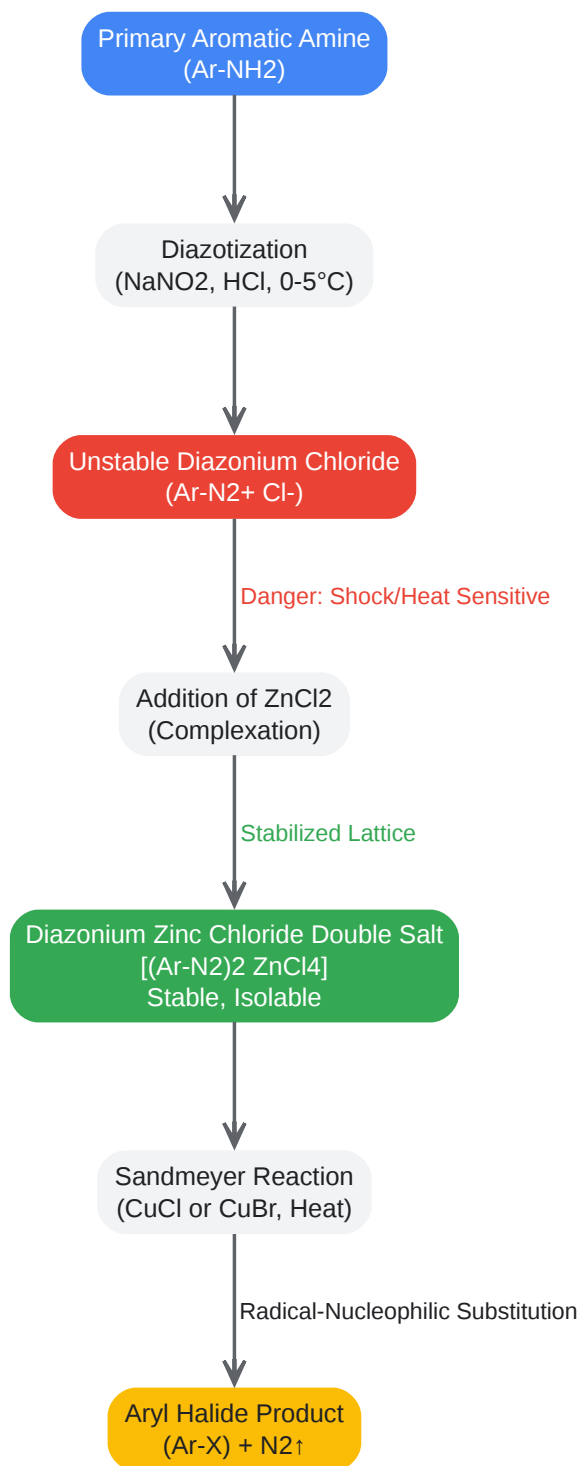 Primary Aromatic Amine
(Ar-NH2)
Diazotization
(NaNO2, HCl, 0-5°C)
Unstable Diazonium Chloride
(Ar-N2+ Cl-)
Danger: Shock/Heat Sensitive
Addition of ZnCl2
(Complexation)
Stabilized Lattice
Diazonium Zinc Chloride Double Salt
[(Ar-N2)2 ZnCl4]
Stable, Isolable
Sandmeyer Reaction
(CuCl or CuBr, Heat)
Radical-Nucleophilic Substitution
Aryl Halide Product
(Ar-X) + N2↑